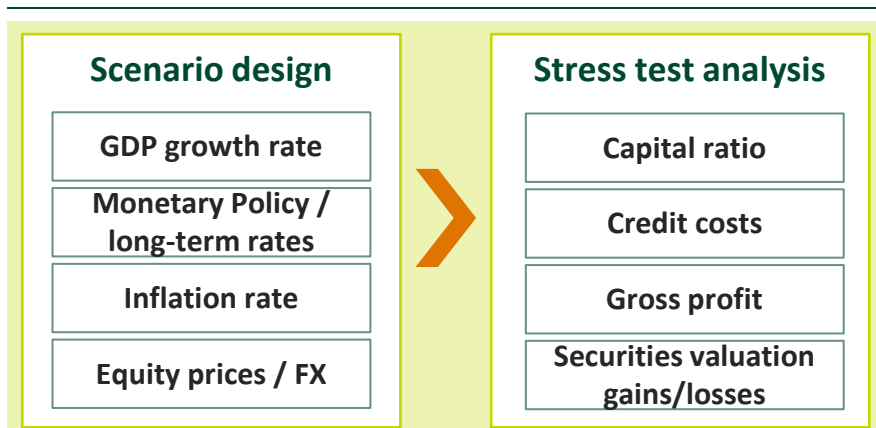 Scenario design
GDP growth rate
Monetary Policy /
long-term rates
Inflation rate
Equity prices / FX
Stress test analysis
Capital ratio
Credit costs
Gross profit
Securities valuation
gains/losses